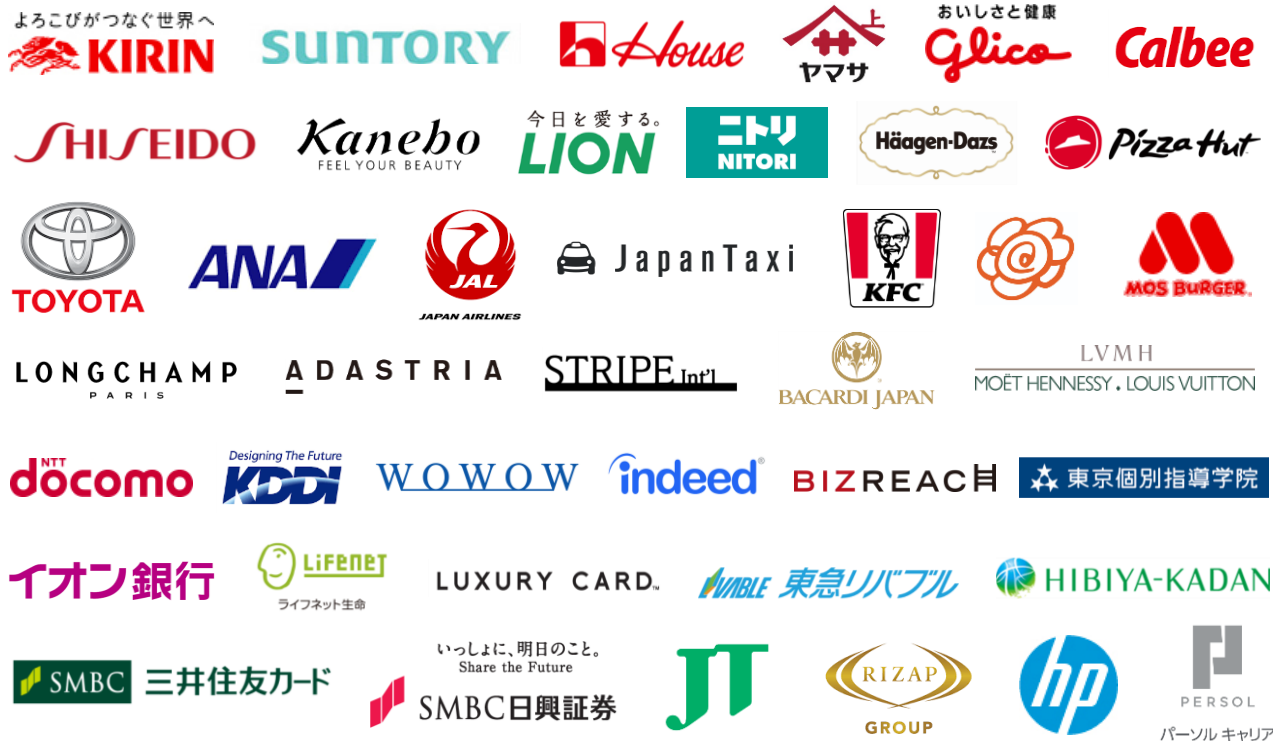 よろこびがつなぐ世界へ
KIRIN
SUNTORY
House
上
ヤマサ
おいしさと健康
Glico
Calbee
SHISEIDO
Kanebo
FEEL YOUR BEAUTY
今日を愛する。
LION
ニトリ
NITORI
Häagen-Dazs
Pizza Hut
TOYOTA
ANA
JAL
JAPAN AIRLINES
JapanTaxi
KFC
@
MOS BURGER
LONGCHAMP
PARIS
ADASTRIA
STRIPE Int'l
BACARDI JAPAN
LVMH
MOËT HENNESSY . LOUIS VUITTON
NTT
docomo
Designing The Future
KDDI
WOWOW
indeed®
BIZREACH
東京個別指導学院
イオン銀行
LIFENET
ライフネット生命
LUXURY CARD™
LIVABLE 東急リバブル
HIBIYA-KADAN
SMBC 三井住友カード
いっしょに、明日のこと。
Share the Future
SMBC日興証券
JT
RIZAP
GROUP
hp
PERSOL
パーソル キャリア